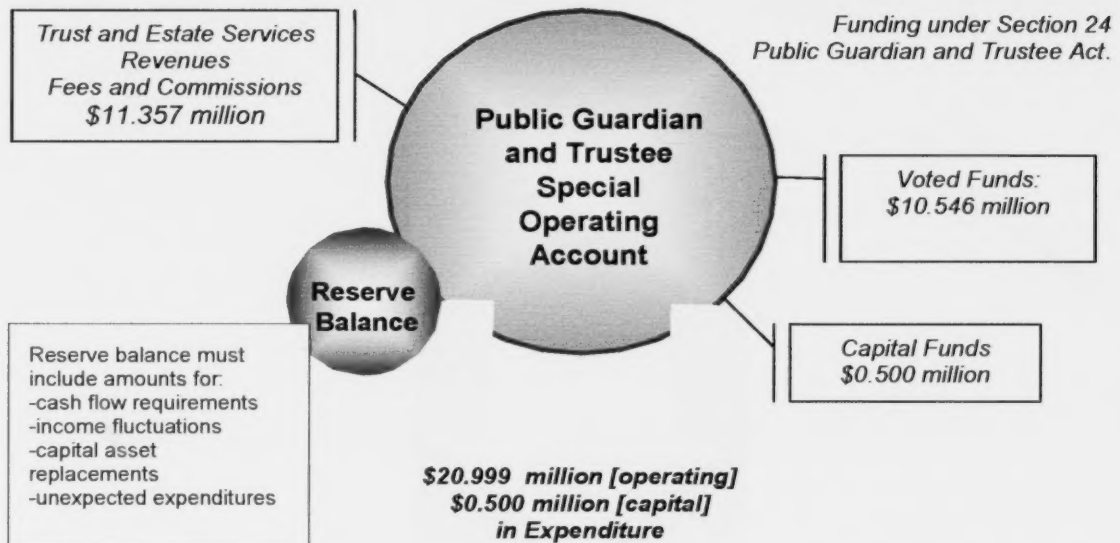 Trust and Estate Services
Revenues
Fees and Commissions
$11.357 million
Funding under Section 24
Public Guardian and Trustee Act.
Public Guardian
and Trustee
Special
Operating
Account
Voted Funds:
$10.546 million
Reserve
Balance
Capital Funds
$0.500 million
Reserve balance must
include amounts for:
-cash flow requirements
-income fluctuations
-capital asset
replacements
-unexpected expenditures
$20.999 million [operating]
$0.500 million [capital]
in Expenditure